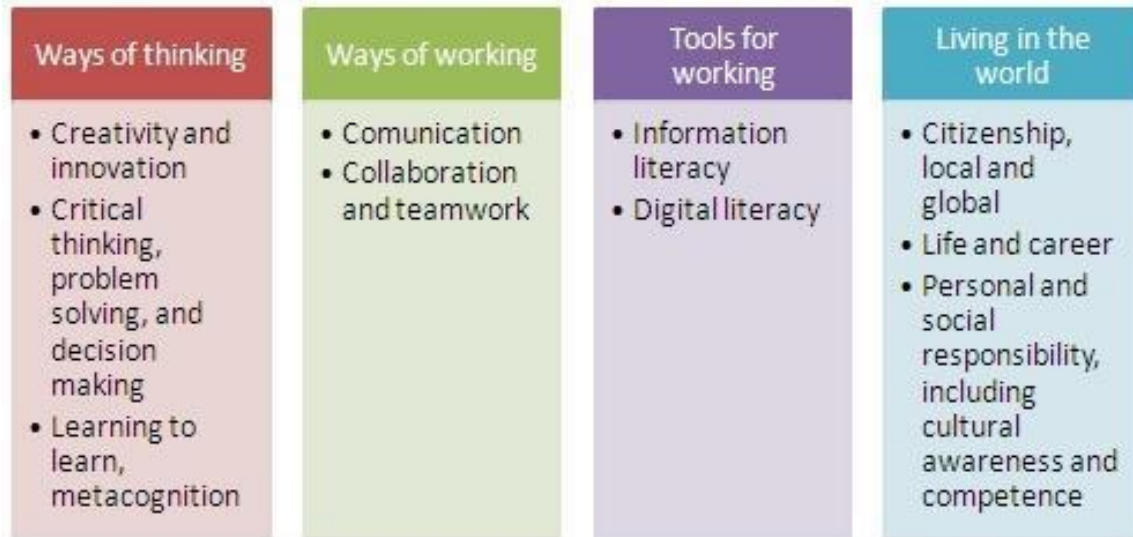 Ways of thinking
• Creativity and
innovation
• Critical
thinking,
problem
solving, and
decision
making
• Learning to
learn,
metacognition
Ways of working
• Comunication
• Collaboration
and teamwork
Tools for
working
• Information
literacy
• Digital literacy
Living in the
world
• Citizenship,
local and
global
• Life and career
• Personal and
social
responsibility,
including
cultural
awareness and
competence